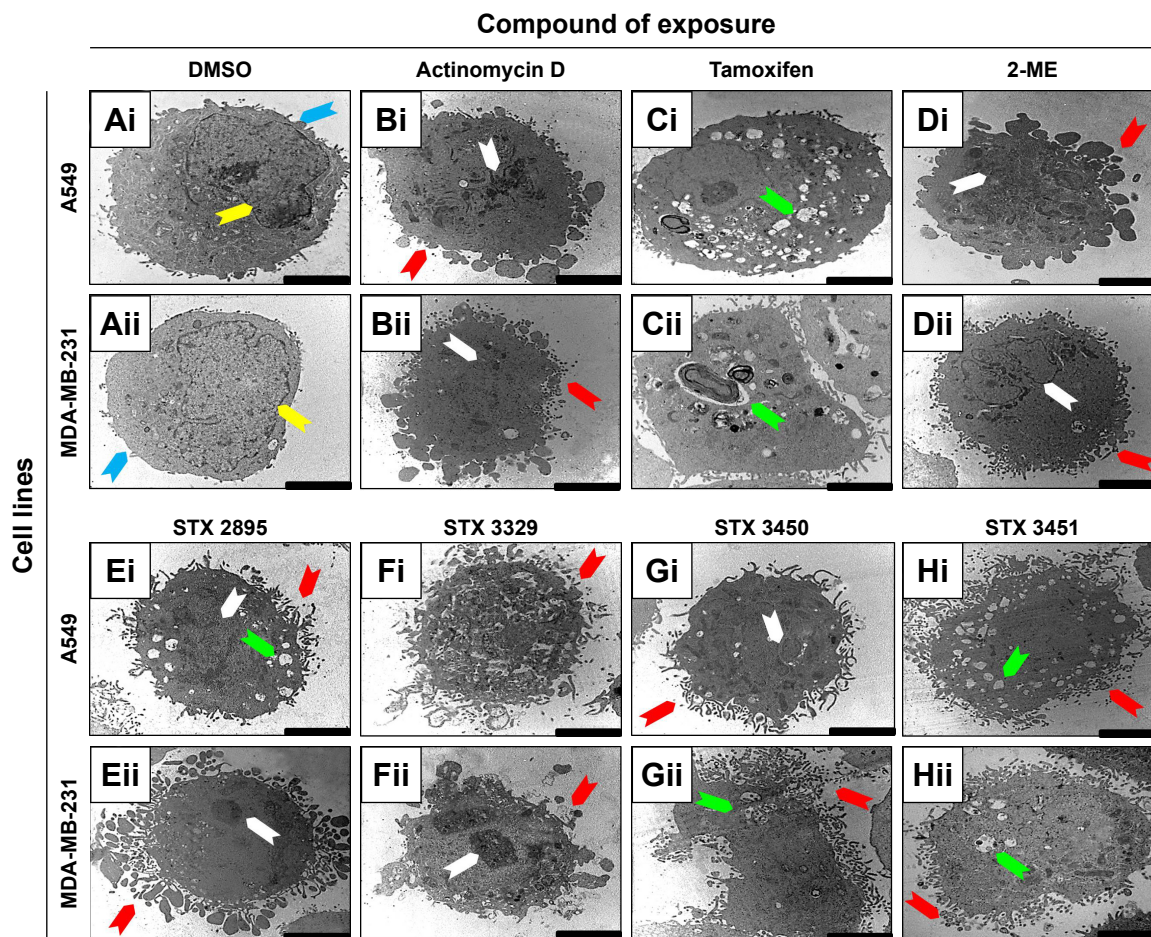 Compound of exposure
DMSO Actinomycin D Tamoxifen 2-ME
Cell lines
A549
Ai Bi Ci Di
MDA-MB-231
Aii Bii Cii Dii
STX 2895 STX 3329 STX 3450 STX 3451
A549
Ei Fi Gi Hi
MDA-MB-231
Eii Fii Gii Hii